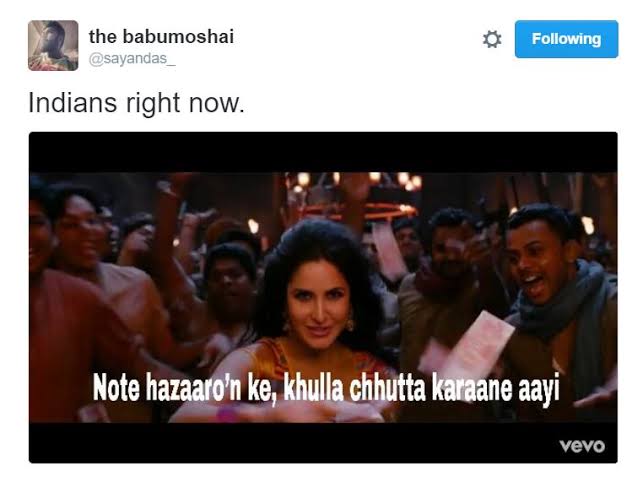 the babumoshai
@sayandas_
Following
Indians right now.
Note hazaaro'n ke, khulla chhutta karaane aayi
vevo